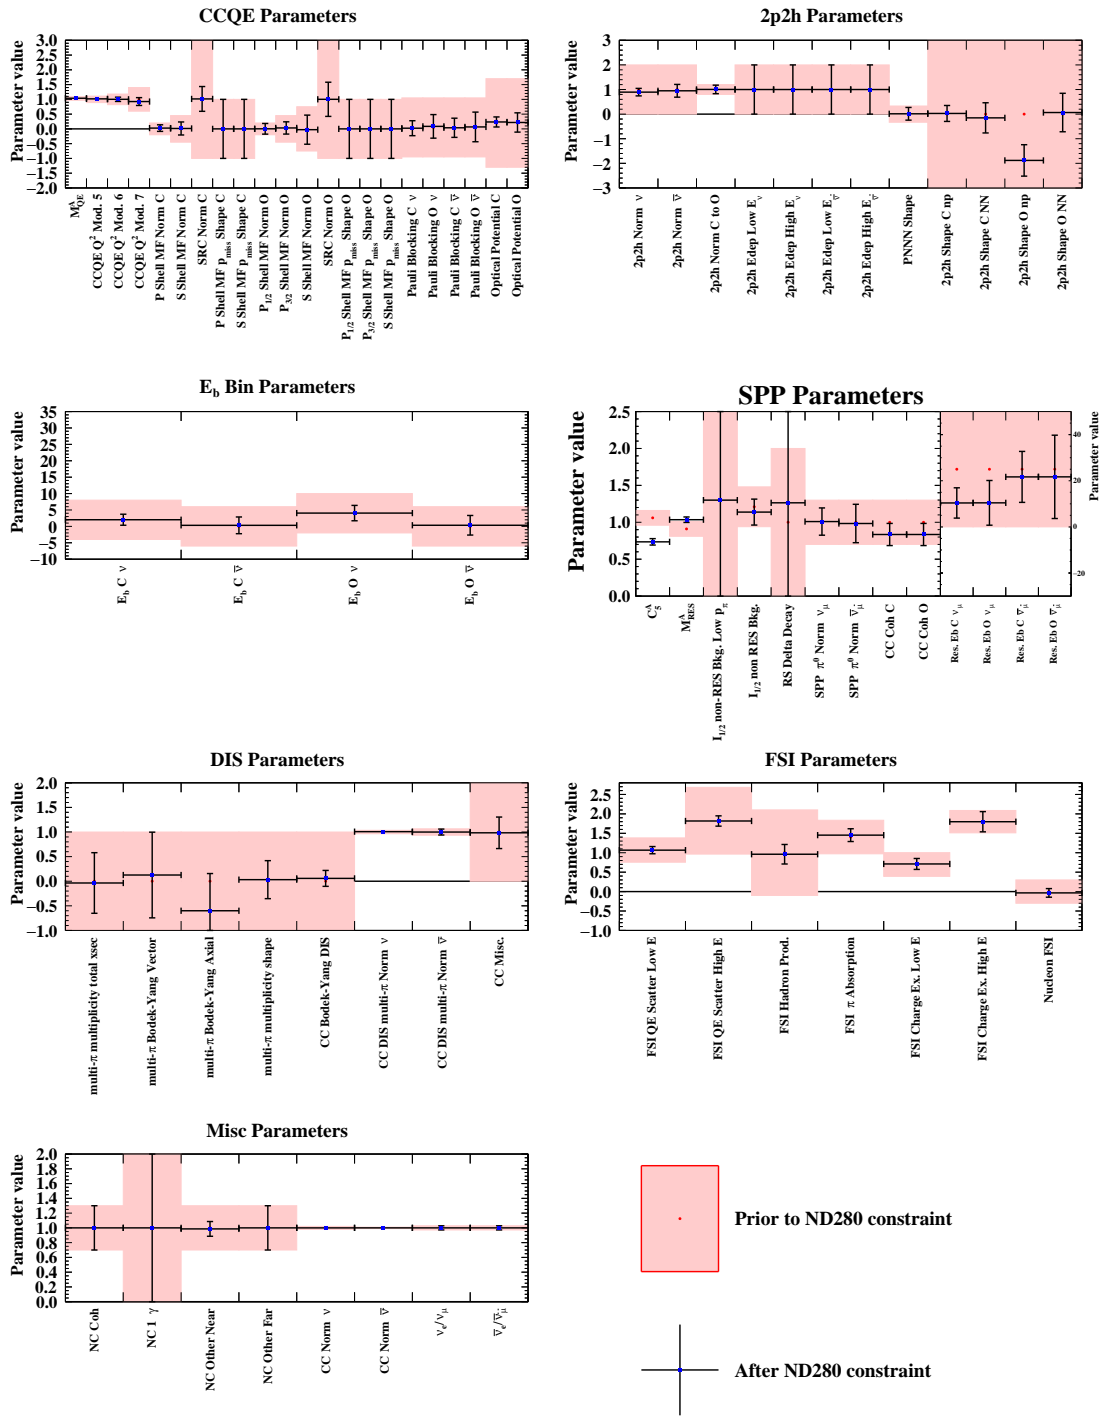 CCQE Parameters
Parameter value
3.0
2.5
2.0
1.5
1.0
0.5
0.0
−0.5
−1.0
−1.5
−2.0
M^A_QE
CCQE Q² Mod. 5
CCQE Q² Mod. 6
CCQE Q² Mod. 7
P Shell MF Norm C
S Shell MF Norm C
SRC Norm C
P Shell MF p_miss Shape C
S Shell MF p_miss Shape C
P_1/2 Shell MF Norm O
P_3/2 Shell MF Norm O
S Shell MF Norm O
SRC Norm O
P_1/2 Shell MF p_miss Shape O
P_3/2 Shell MF p_miss Shape O
S Shell MF p_miss Shape O
Pauli Blocking C ν
Pauli Blocking O ν
Pauli Blocking C ν̅
Pauli Blocking O ν̅
Optical Potential C
Optical Potential O
2p2h Parameters
Parameter value
3
2
1
0
−1
−2
−3
2p2h Norm ν
2p2h Norm ν̅
2p2h Norm C to O
2p2h Edep Low E_ν
2p2h Edep High E_ν
2p2h Edep Low E_ν̅
2p2h Edep High E_ν̅
PNNN Shape
2p2h Shape C np
2p2h Shape C NN
2p2h Shape O np
2p2h Shape O NN
E_b Bin Parameters
Parameter value
35
30
25
20
15
10
5
0
−5
−10
E_b C ν
E_b C ν̅
E_b O ν
E_b O ν̅
SPP Parameters
Parameter value
2.5
2.0
1.5
1.0
0.5
0.0
C^A_5
M^A_RES
I_1/2 non-RES Bkg. Low p_π
I_1/2 non RES Bkg.
RS Delta Decay
SPP π⁰ Norm ν_μ
SPP π⁰ Norm ν̅_μ
CC Coh C
CC Coh O
Res. Eb C ν_μ
Res. Eb O ν_μ
Res. Eb C ν̅_μ
Res. Eb O ν̅_μ
40
20
0
−20
Parameter value
DIS Parameters
Parameter value
2.0
1.5
1.0
0.5
0.0
−0.5
−1.0
multi-π multiplicity total xsec
multi-π Bodek-Yang Vector
multi-π Bodek-Yang Axial
multi-π multiplicity shape
CC Bodek-Yang DIS
CC DIS multi-π Norm ν
CC DIS multi-π Norm ν̅
CC Misc.
FSI Parameters
Parameter value
2.5
2.0
1.5
1.0
0.5
0.0
−0.5
−1.0
FSI QE Scatter Low E
FSI QE Scatter High E
FSI Hadron Prod.
FSI π Absorption
FSI Charge Ex. Low E
FSI Charge Ex. High E
Nucleon FSI
Misc Parameters
Parameter value
2.0
1.8
1.6
1.4
1.2
1.0
0.8
0.6
0.4
0.2
0.0
NC Coh
NC 1 γ
NC Other Near
NC Other Far
CC Norm ν
CC Norm ν̅
ν_e/ν_μ
ν̅_e/ν̅_μ
Prior to ND280 constraint
After ND280 constraint